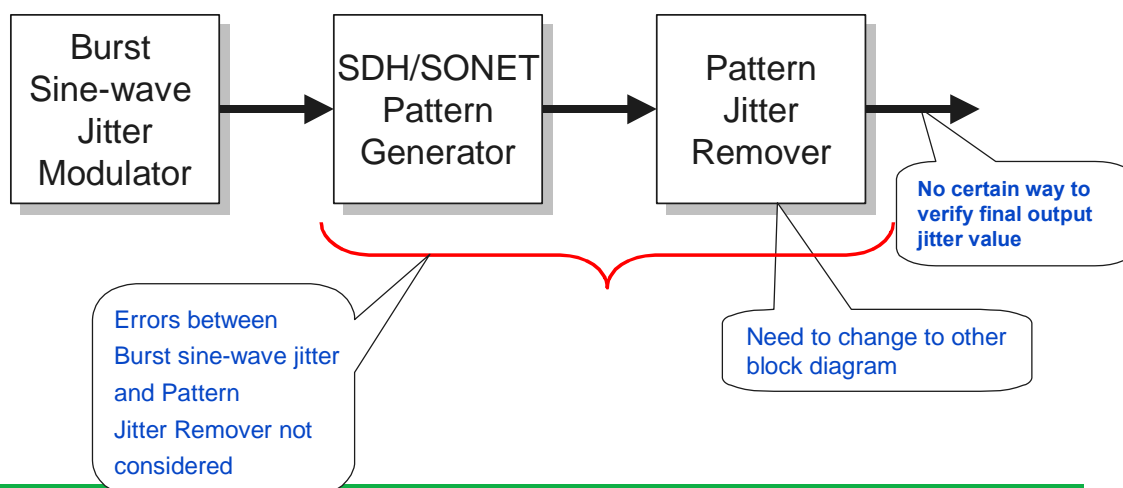 Burst
Sine-wave
Jitter
Modulator
SDH/SONET
Pattern
Generator
Pattern
Jitter
Remover
No certain way to
verify final output
jitter value
Errors between
Burst sine-wave jitter
and Pattern
Jitter Remover not
considered
Need to change to other
block diagram